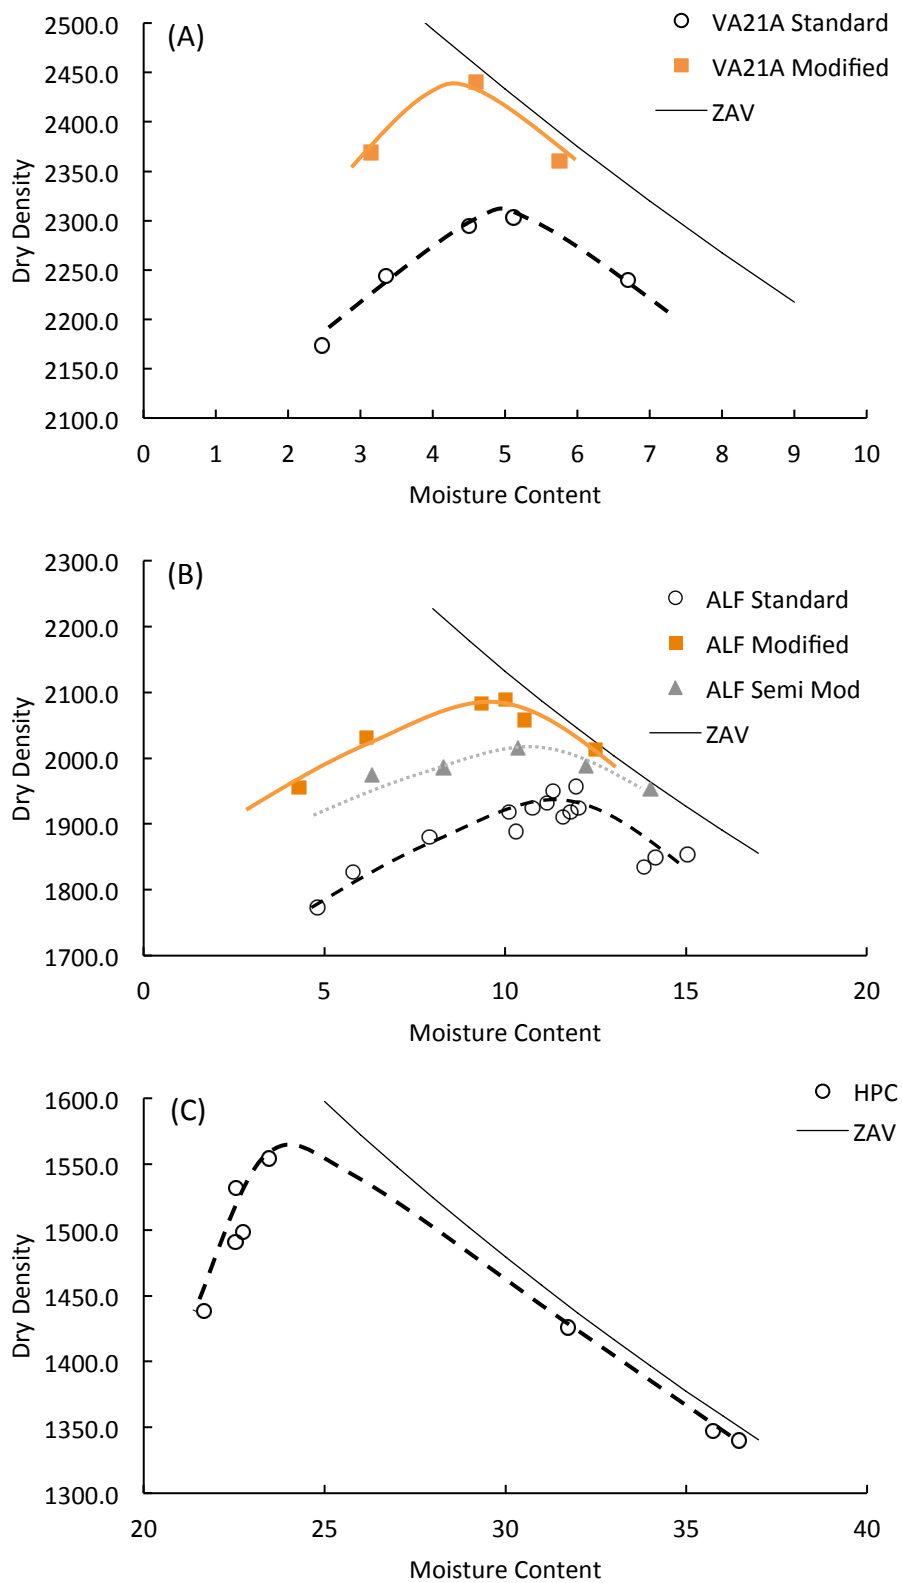 (A)
VA21A Standard
VA21A Modified
ZAV
2500.0
2450.0
2400.0
2350.0
2300.0
2250.0
2200.0
2150.0
2100.0
Dry Density
0 1 2 3 4 5 6 7 8 9 10
Moisture Content
(B)
ALF Standard
ALF Modified
ALF Semi Mod
ZAV
2300.0
2200.0
2100.0
2000.0
1900.0
1800.0
1700.0
Dry Density
0 5 10 15 20
Moisture Content
(C)
HPC
ZAV
1600.0
1550.0
1500.0
1450.0
1400.0
1350.0
1300.0
Dry Density
20 25 30 35 40
Moisture Content